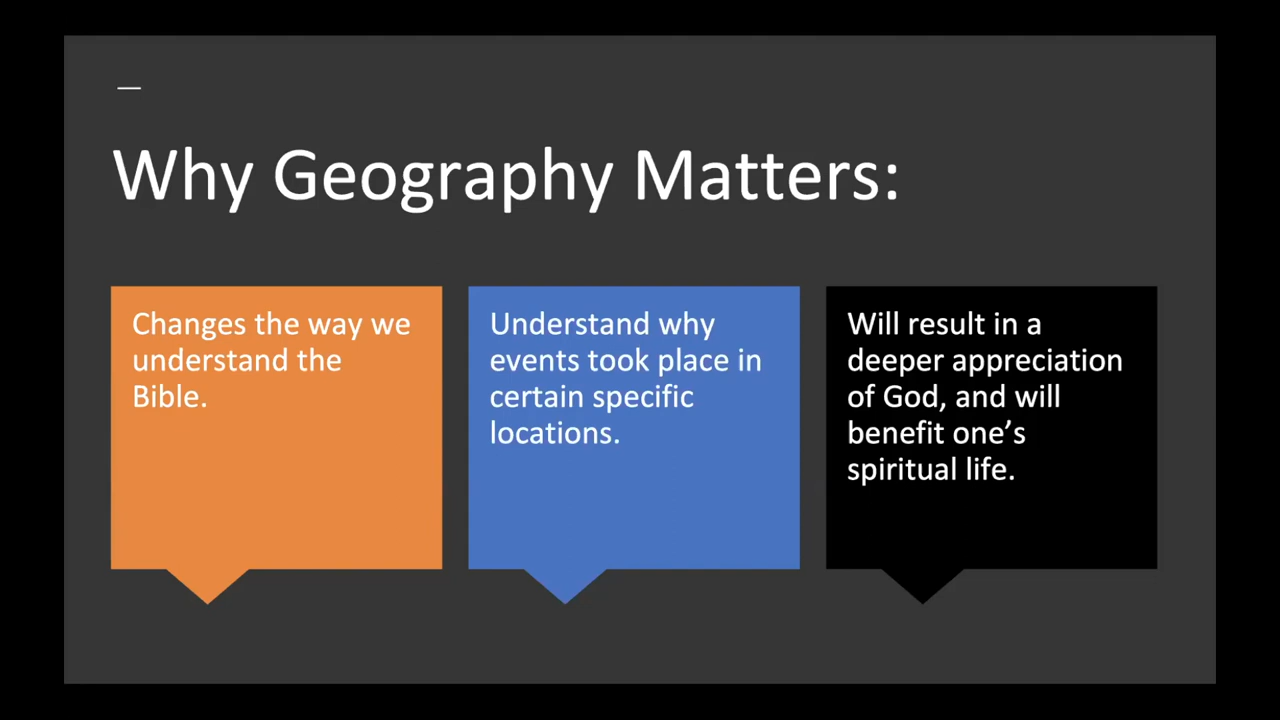 Why Geography Matters:
Changes the way we
understand the
Bible.
Understand why
events took place in
certain specific
locations.
Will result in a
deeper appreciation
of God, and will
benefit one’s
spiritual life.